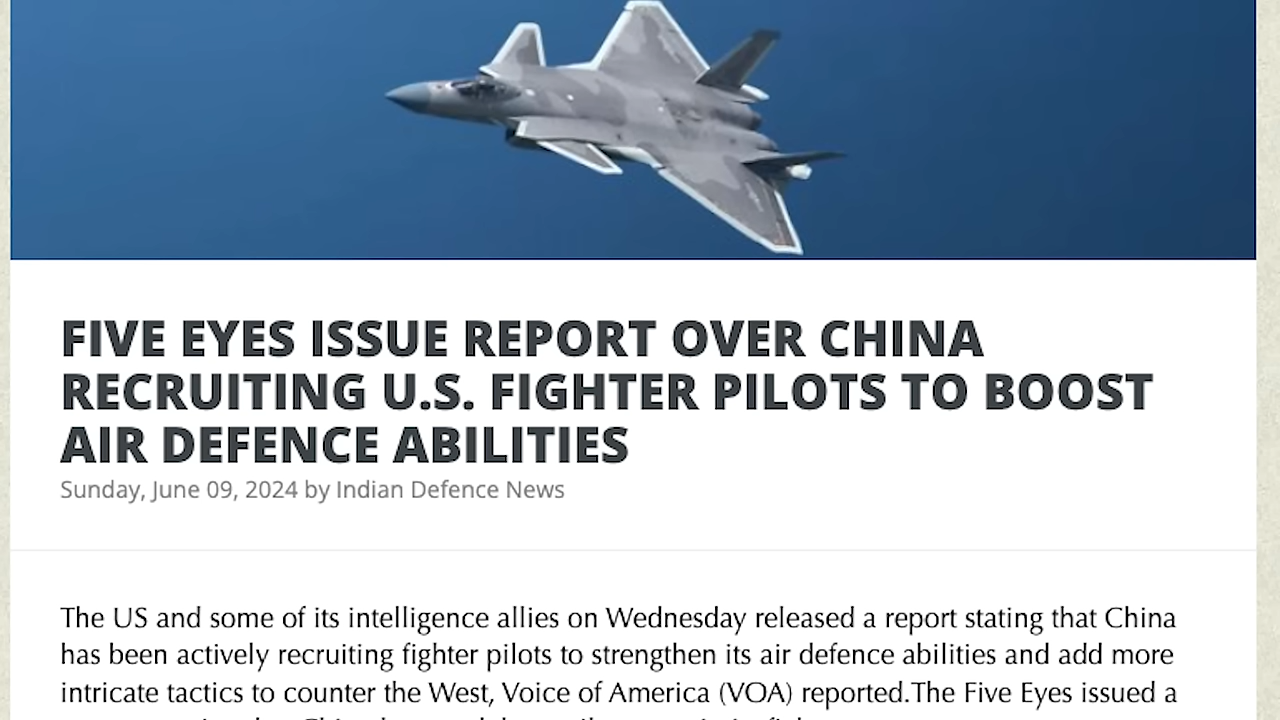 FIVE EYES ISSUE REPORT OVER CHINA
RECRUITING U.S. FIGHTER PILOTS TO BOOST
AIR DEFENCE ABILITIES
Sunday, June 09, 2024 by Indian Defence News
The US and some of its intelligence allies on Wednesday released a report stating that China
has been actively recruiting fighter pilots to strengthen its air defence abilities and add more
intricate tactics to counter the West, Voice of America (VOA) reported.The Five Eyes issued a